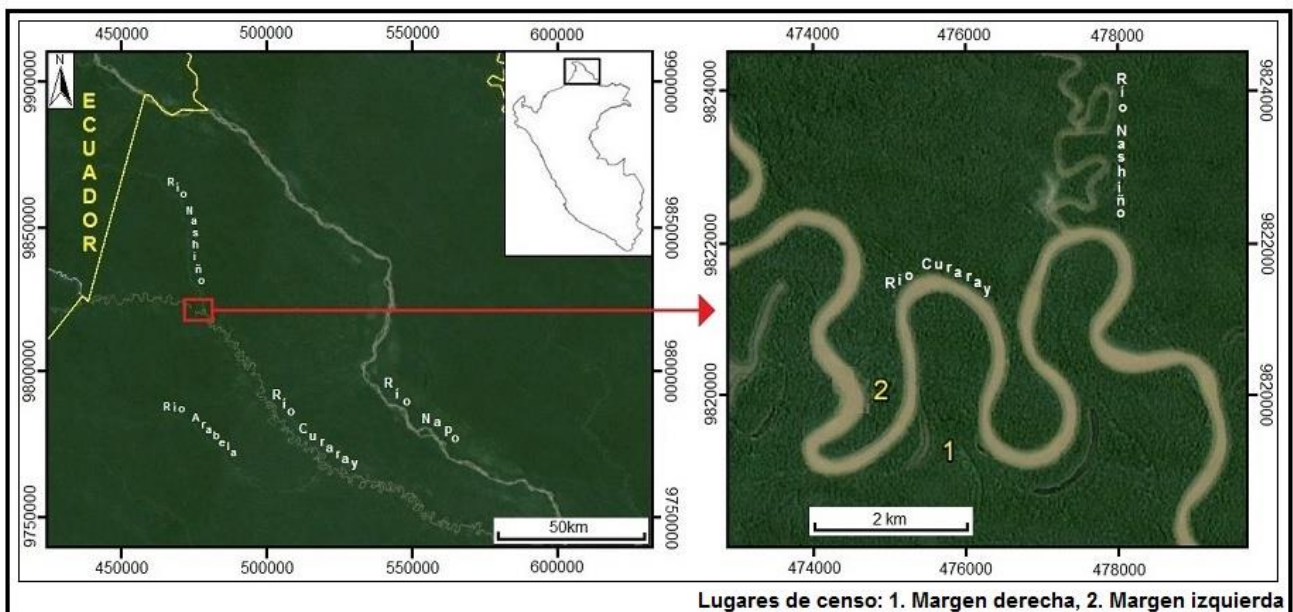 450000 500000 550000 600000
474000 476000 478000
N
ECUADOR
9900000
9850000
9800000
9750000
9900000
9850000
9800000
9750000
Río Nashiño
Río Arabela
Río Curaray
Río Napo
50km
450000 500000 550000 600000
9824000
9822000
9820000
9824000
9822000
9820000
Río Nashiño
Río Curaray
2
1
2 km
474000 476000 478000
Lugares de censo: 1. Margen derecha, 2. Margen izquierda